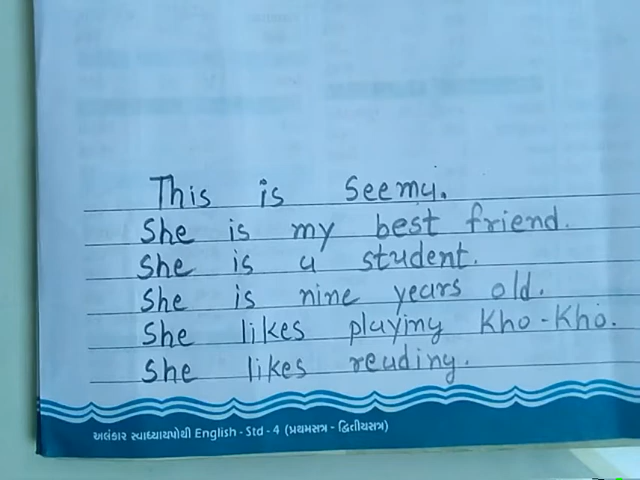 This is Seema.
She is my best friend.
She is a student.
She is nine years old.
She likes playing Kho-Kho.
She likes reading.
અલંકાર સ્વાધ્યાયપોથી English - Std - 4 (પ્રથમસત્ર - દ્વિતીયસત્ર)